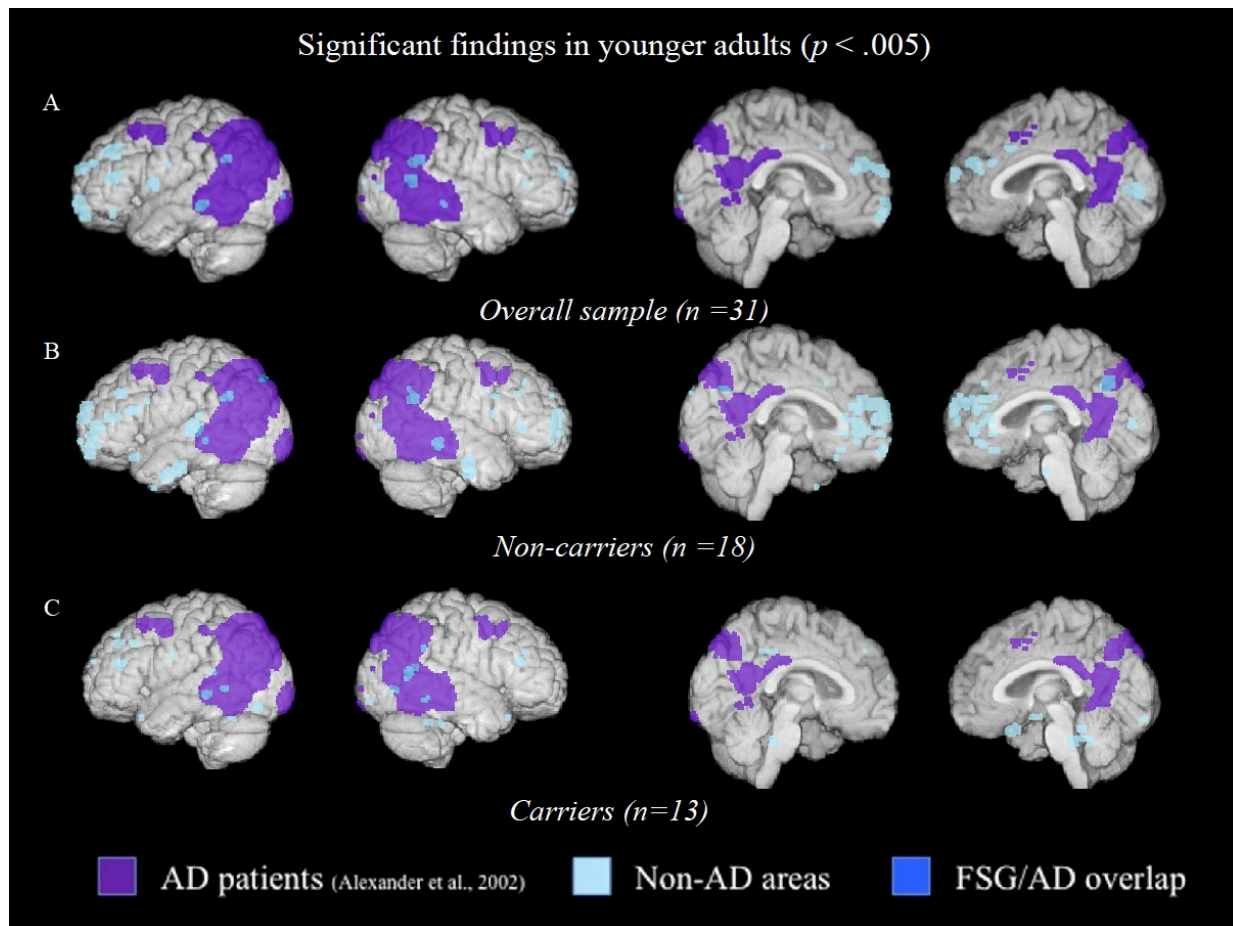 Significant findings in younger adults (p < .005)
A
Overall sample (n =31)
B
Non-carriers (n =18)
C
Carriers (n=13)
AD patients (Alexander et al., 2002)
Non-AD areas
FSG/AD overlap